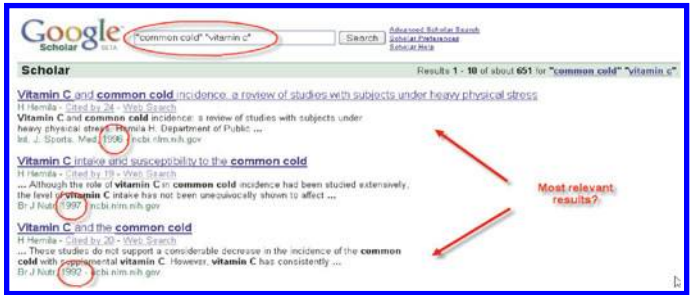 Google
Scholar BETA
"common cold" "vitamin c"
Search
Advanced Scholar Search
Scholar Preferences
Scholar Help
Scholar
Results 1 - 10 of about 651 for "common cold" "vitamin c".
Vitamin C and common cold incidence: a review of studies with subjects under heavy physical stress
H Hemila - Cited by 24 - Web Search
Vitamin C and common cold incidence: a review of studies with subjects under
heavy physical stress. Hemila H. Department of Public ...
Int. J. Sports. Med, 1996 - ncbi.nlm.nih.gov
Most relevant
results?
Vitamin C intake and susceptibility to the common cold
H Hemila - Cited by 19 - Web Search
... Although the role of vitamin C in common cold incidence had been studied extensively,
the level of vitamin C intake has not been unequivocally shown to affect ...
Br J Nutr, 1997 - ncbi.nlm.nih.gov
Vitamin C and the common cold
H Hemila - Cited by 20 - Web Search
... These studies do not support a considerable decrease in the incidence of the common
cold with supplemental vitamin C. However, vitamin C has consistently ...
Br J Nutr, 1992 - ncbi.nlm.nih.gov